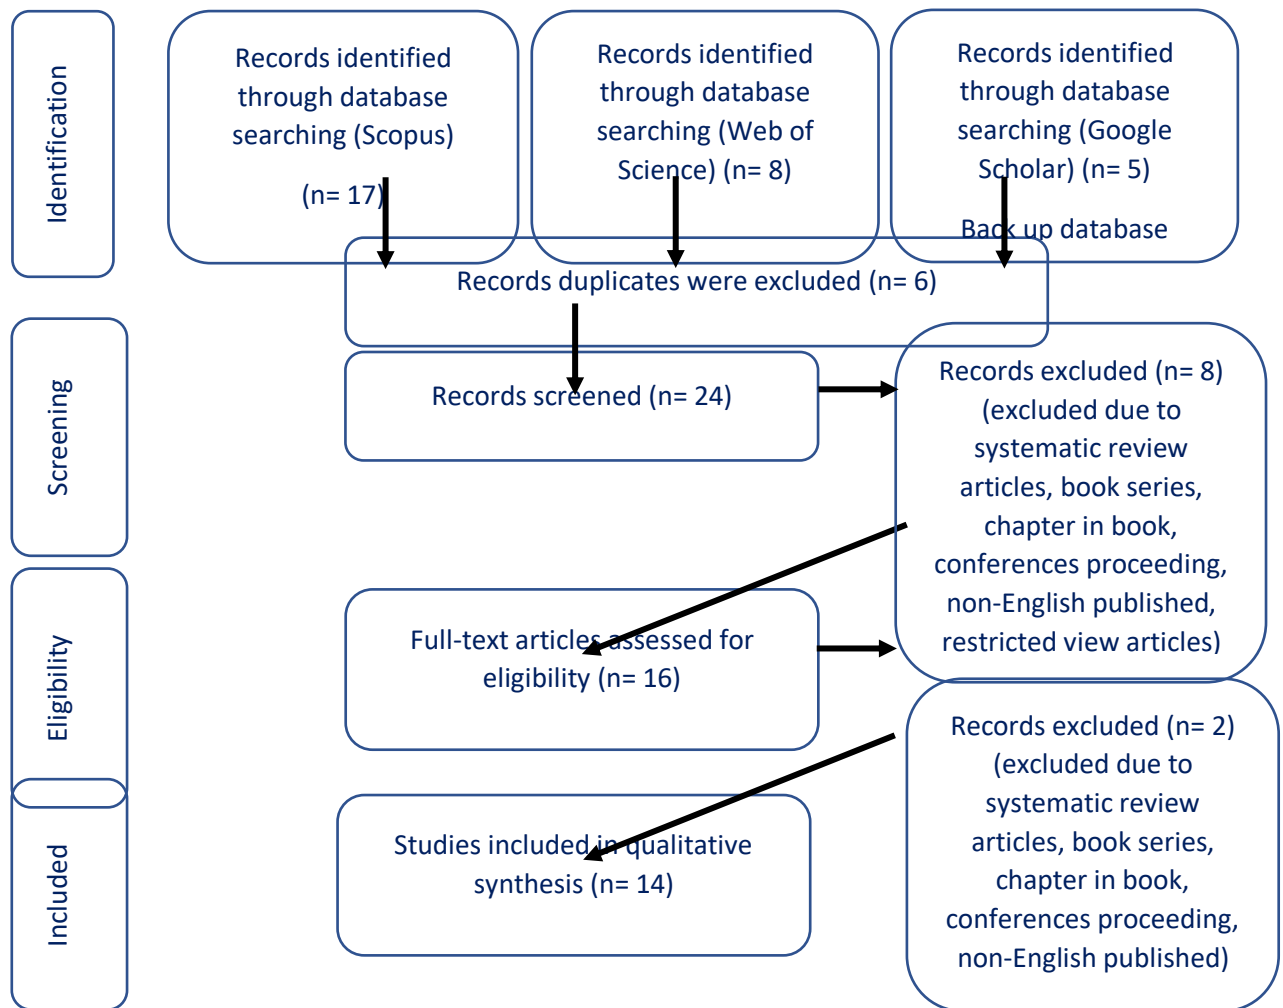 Identification
Records identified
through database
searching (Scopus)
(n= 17)
Records identified
through database
searching (Web of
Science) (n= 8)
Records identified
through database
searching (Google
Scholar) (n= 5)
Back up database
Records duplicates were excluded (n= 6)
Screening
Records screened (n= 24)
Records excluded (n= 8)
(excluded due to
systematic review
articles, book series,
chapter in book,
conferences proceeding,
non-English published,
restricted view articles)
Eligibility
Full-text articles assessed for
eligibility (n= 16)
Records excluded (n= 2)
(excluded due to
systematic review
articles, book series,
chapter in book,
conferences proceeding,
non-English published)
Included
Studies included in qualitative
synthesis (n= 14)